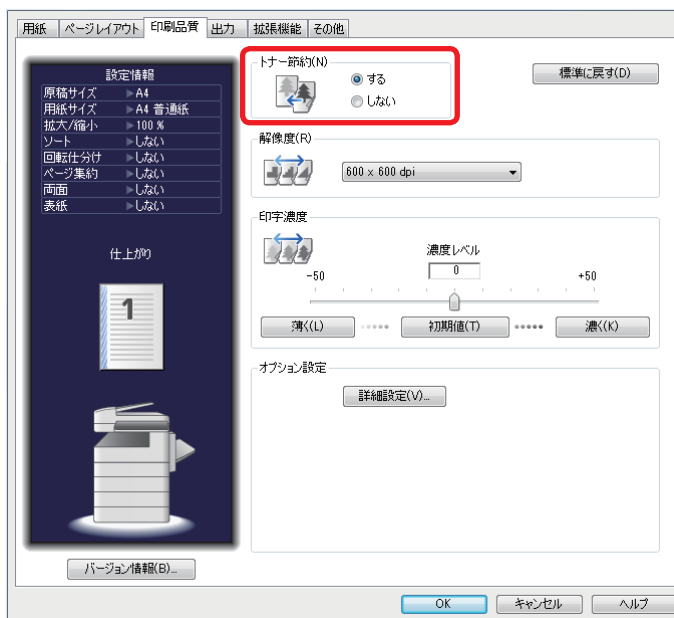 用紙 ページレイアウト 印刷品質 出力 拡張機能 その他
設定情報
原稿サイズ ▶A4
用紙サイズ ▶A4 普通紙
拡大/縮小 ▶100 %
ソート ▶しない
回転仕分け ▶しない
ページ集約 ▶しない
両面 ▶しない
表紙 ▶しない
仕上がり
1
バージョン情報(B)...
トナー節約(N)
する
しない
標準に戻す(D)
解像度(R)
600 x 600 dpi
印字濃度
濃度レベル
-50 0 +50
薄く(L) 初期値(T) 濃く(K)
オプション設定
詳細設定(V)...
OK キャンセル ヘルプ